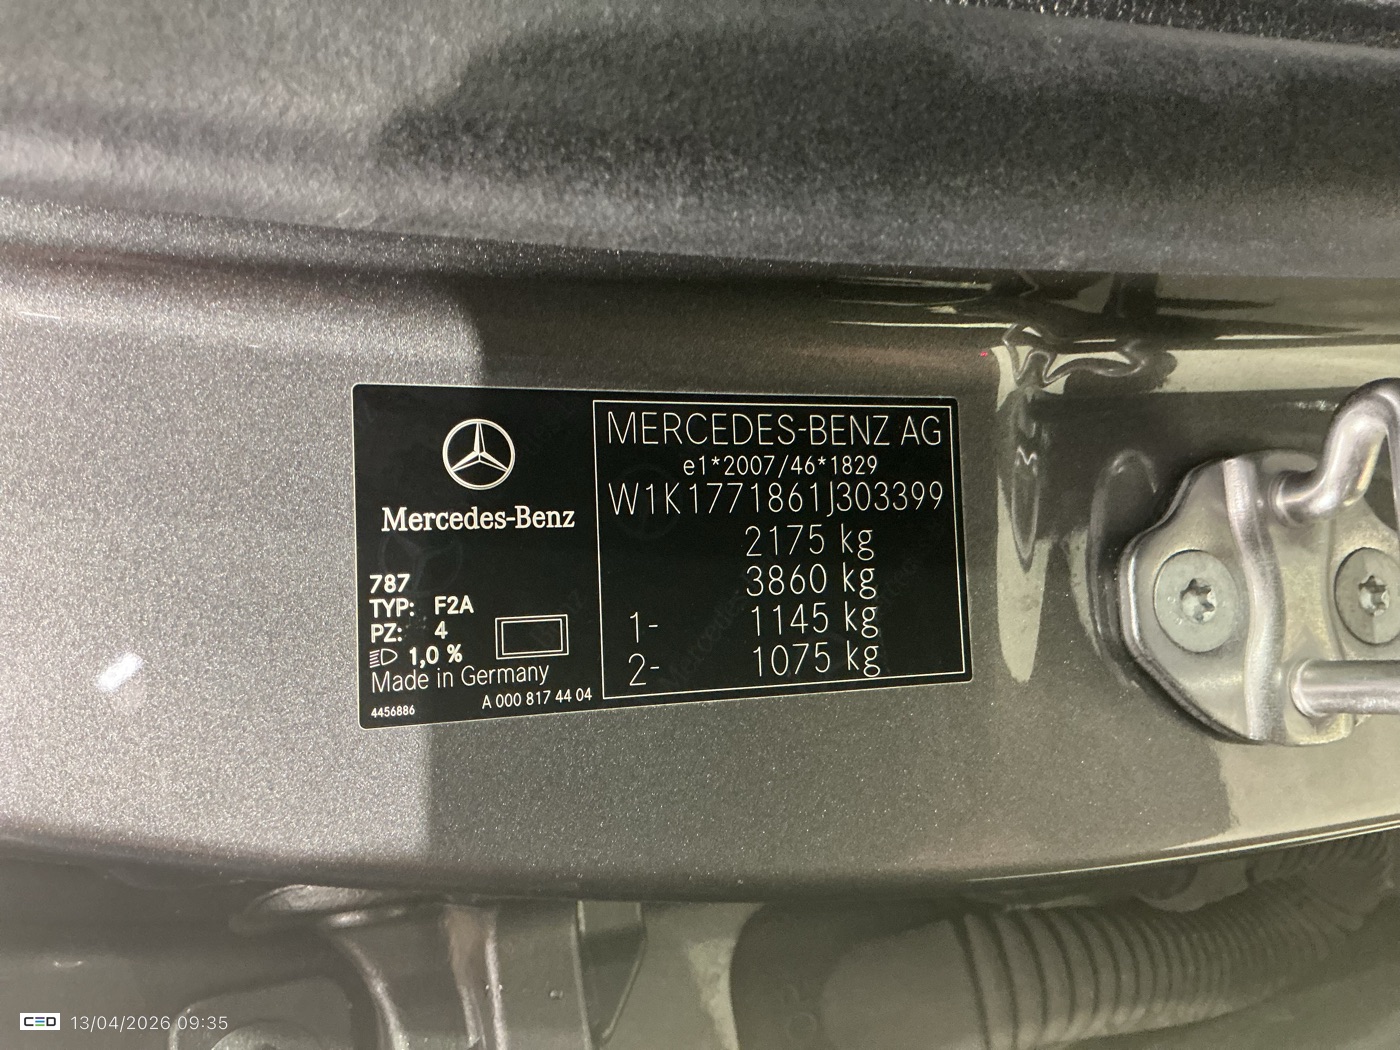 Mercedes-Benz
787
TYP: F2A
PZ: 4
1,0 %
Made in Germany
4456886
A 000 817 44 04
MERCEDES-BENZ AG
e1*2007/46*1829
W1K1771861J303399
2175 kg
3860 kg
1- 1145 kg
2- 1075 kg
CED 13/04/2026 09:35